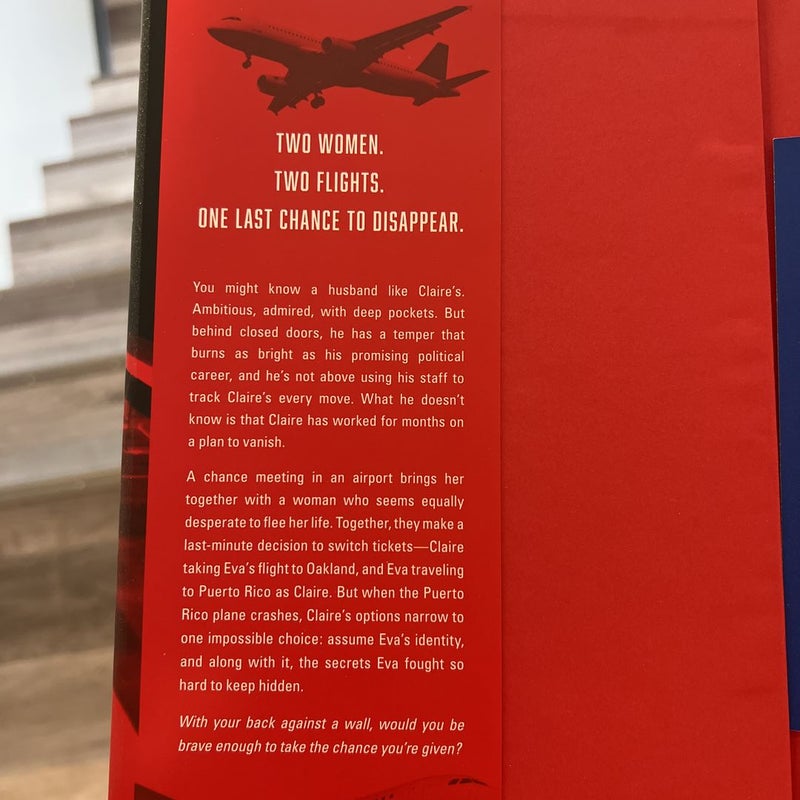 TWO WOMEN.
TWO FLIGHTS.
ONE LAST CHANCE TO DISAPPEAR.
You might know a husband like Claire's.
Ambitious, admired, with deep pockets. But
behind closed doors, he has a temper that
burns as bright as his promising political
career, and he's not above using his staff to
track Claire's every move. What he doesn't
know is that Claire has worked for months on
a plan to vanish.
A chance meeting in an airport brings her
together with a woman who seems equally
desperate to flee her life. Together, they make a
last-minute decision to switch tickets—Claire
taking Eva's flight to Oakland, and Eva traveling
to Puerto Rico as Claire. But when the Puerto
Rico plane crashes, Claire's options narrow to
one impossible choice: assume Eva's identity,
and along with it, the secrets Eva fought so
hard to keep hidden.
With your back against a wall, would you be
brave enough to take the chance you're given?